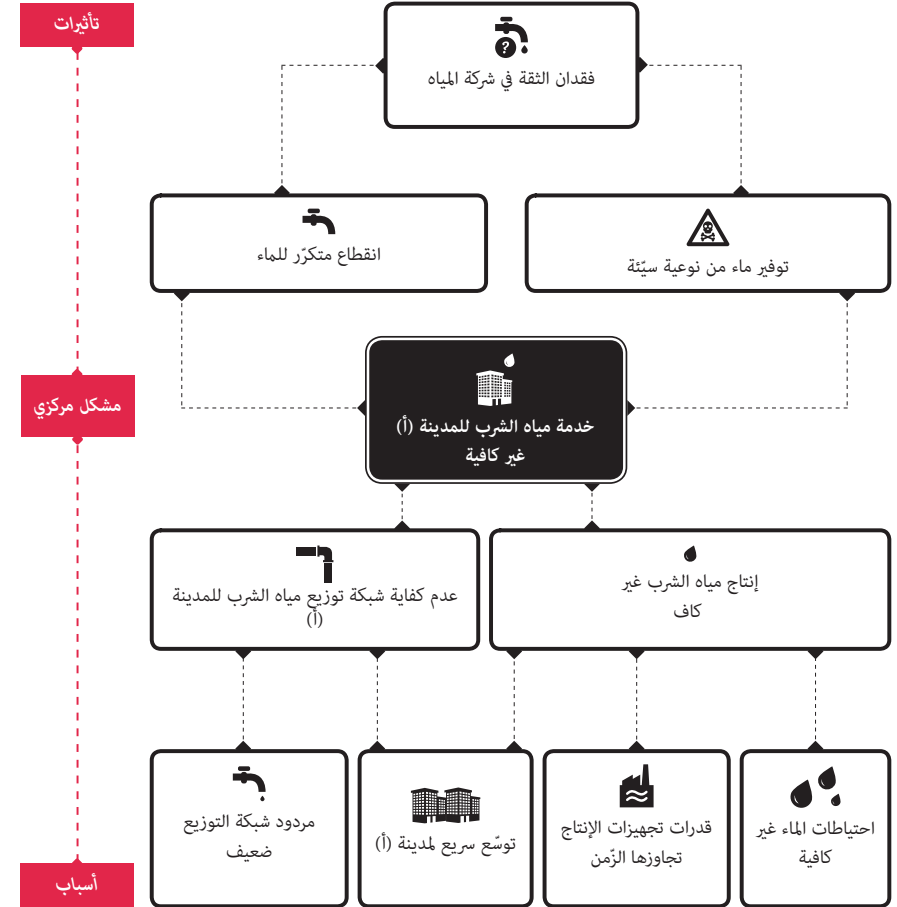 تأثيرات
فقدان الثقة في شركة المياه
توفير ماء من نوعية سيّئة
انقطاع متكرّر للماء
مشكل مركزي
خدمة مياه الشرب للمدينة (أ)
غير كافية
إنتاج مياه الشرب غير
كاف
عدم كفاية شبكة توزيع مياه الشرب للمدينة
(أ)
احتياطات الماء غير
كافية
قدرات تجهيزات الإنتاج
تجاوزها الزّمن
توسّع سريع لمدينة (أ)
مردود شبكة التوزيع
ضعيف
أسباب